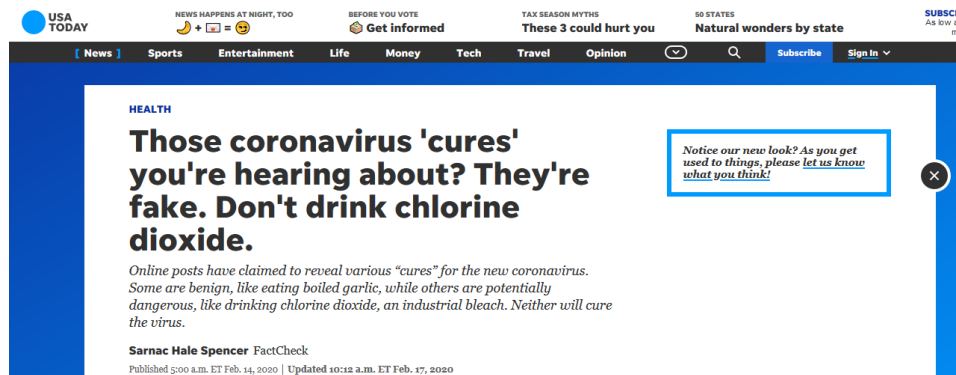 USA
TODAY
NEWS HAPPENS AT NIGHT, TOO
🌙 + 💌 = 😏
BEFORE YOU VOTE
🗳 Get informed
TAX SEASON MYTHS
These 3 could hurt you
50 STATES
Natural wonders by state
SUBSC
As low a
m
[ News ] Sports Entertainment Life Money Tech Travel Opinion Subscribe Sign In
HEALTH
Those coronavirus 'cures'
you're hearing about? They're
fake. Don't drink chlorine
dioxide.
Online posts have claimed to reveal various “cures” for the new coronavirus.
Some are benign, like eating boiled garlic, while others are potentially
dangerous, like drinking chlorine dioxide, an industrial bleach. Neither will cure
the virus.
Sarnac Hale Spencer FactCheck
Published 5:00 a.m. ET Feb. 14, 2020 | Updated 10:12 a.m. ET Feb. 17, 2020
Notice our new look? As you get
used to things, please let us know
what you think!